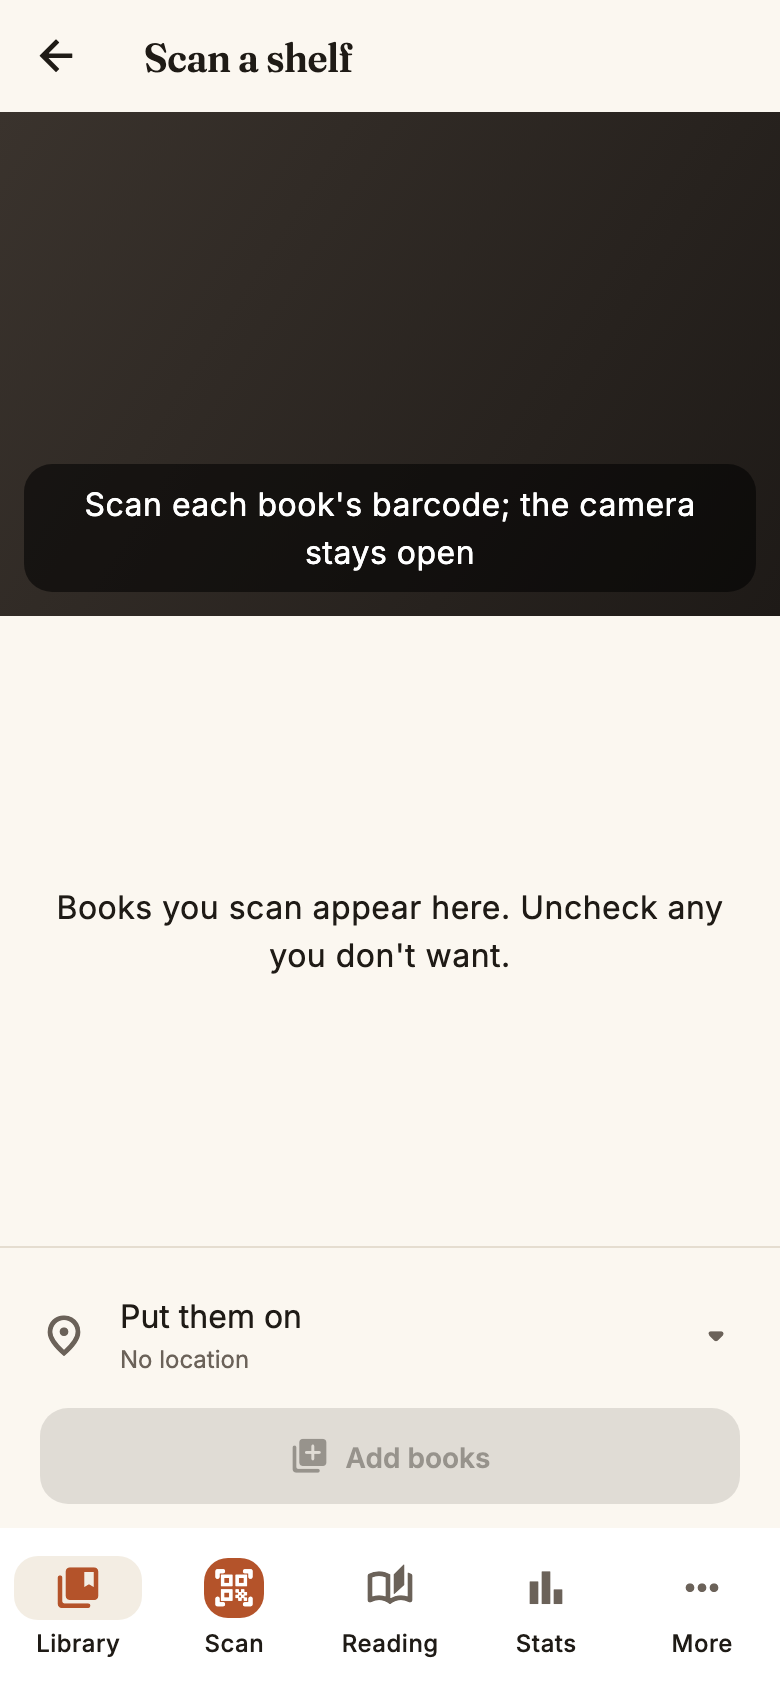 Scan a shelf
Scan each book's barcode; the camera
stays open
Books you scan appear here. Uncheck any
you don't want.
Put them on
No location
Add books
Library
Scan
Reading
Stats
More